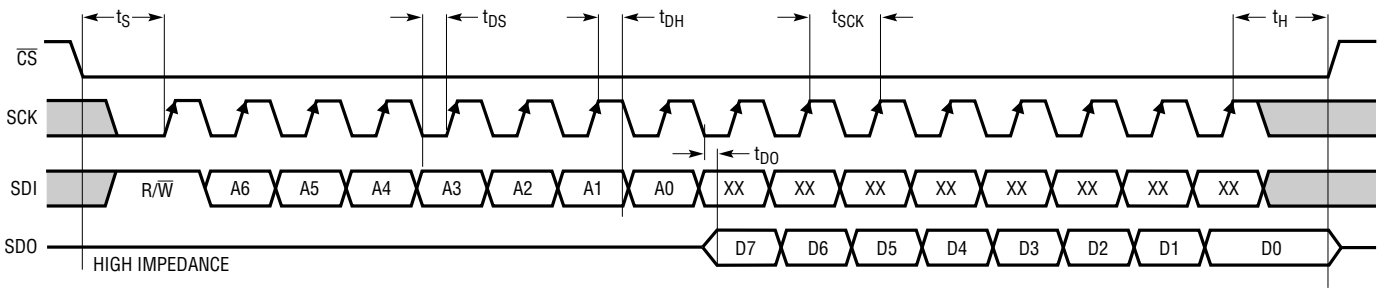 tS tDS tDH tSCK tH
C̅S̅
SCK
tDO
SDI R/W̅ A6 A5 A4 A3 A2 A1 A0 XX XX XX XX XX XX XX XX
SDO D7 D6 D5 D4 D3 D2 D1 D0
HIGH IMPEDANCE